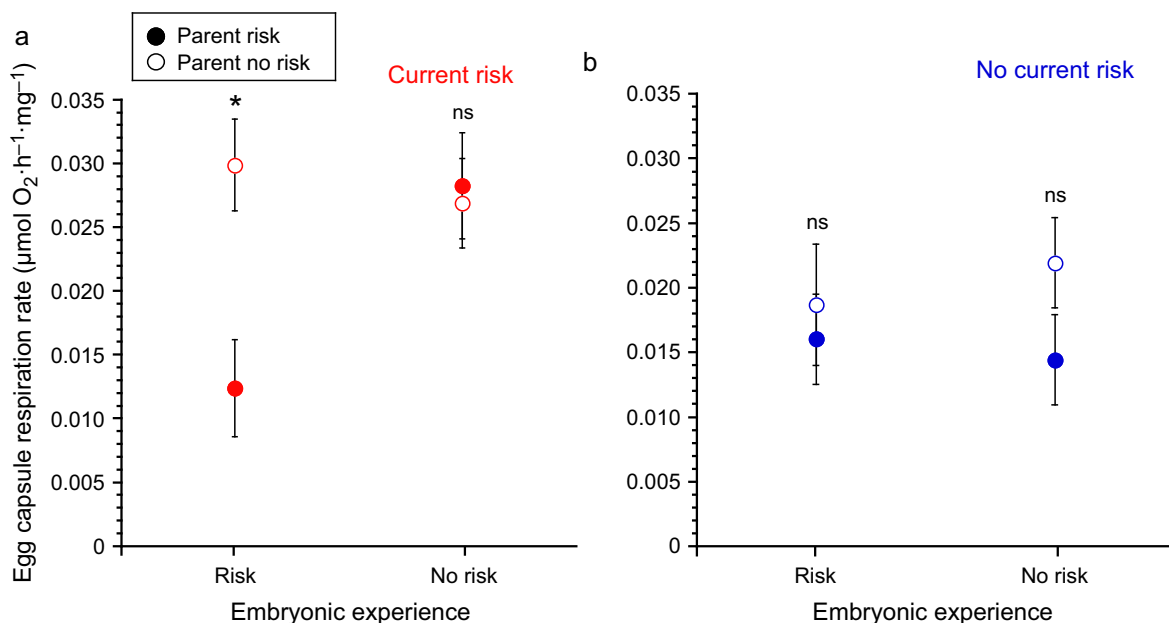 a
Parent risk
Parent no risk
Current risk
Egg capsule respiration rate (µmol O₂·h⁻¹·mg⁻¹)
0.035
0.030
0.025
0.020
0.015
0.010
0.005
0
*
ns
Risk
No risk
Embryonic experience
b
No current risk
0.035
0.030
0.025
0.020
0.015
0.010
0.005
0
ns
ns
Risk
No risk
Embryonic experience